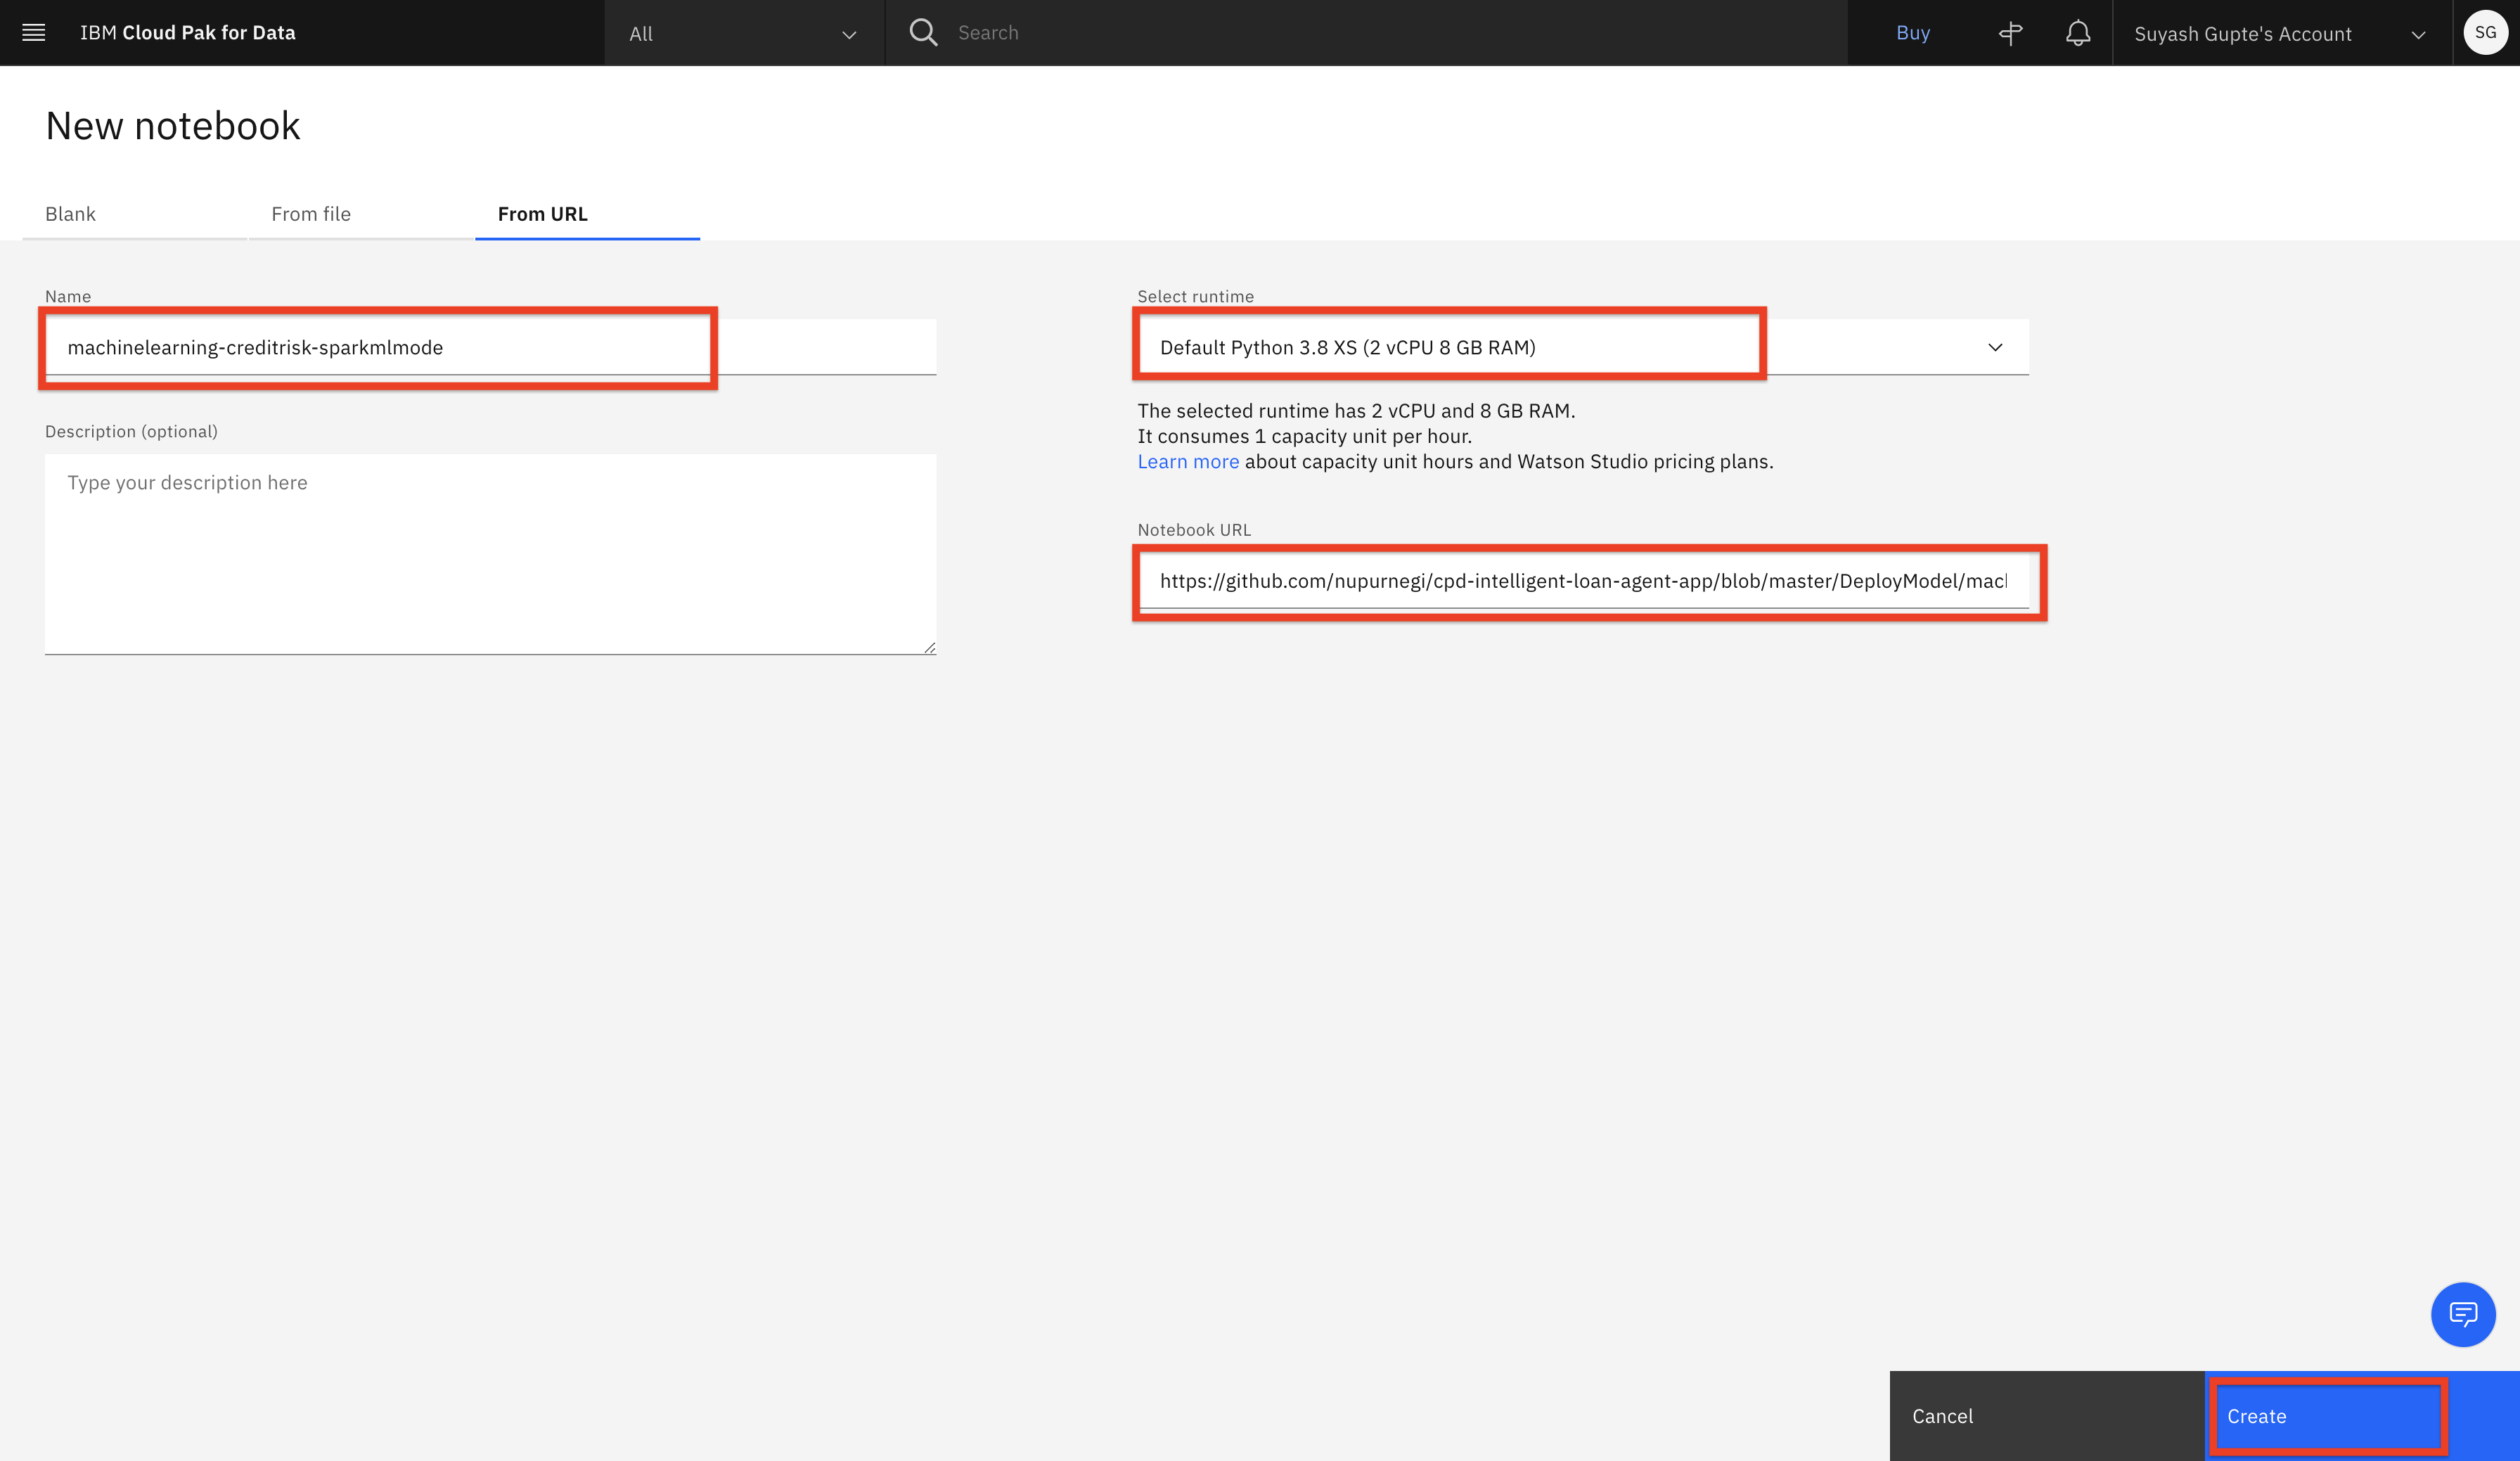 IBM Cloud Pak for Data
All
Search
Buy
Suyash Gupte's Account
SG
New notebook
Blank
From file
From URL
Name
machinelearning-creditrisk-sparkmlmode
Description (optional)
Type your description here
Select runtime
Default Python 3.8 XS (2 vCPU 8 GB RAM)
The selected runtime has 2 vCPU and 8 GB RAM.
It consumes 1 capacity unit per hour.
Learn more about capacity unit hours and Watson Studio pricing plans.
Notebook URL
https://github.com/nupurnegi/cpd-intelligent-loan-agent-app/blob/master/DeployModel/mac
Cancel
Create